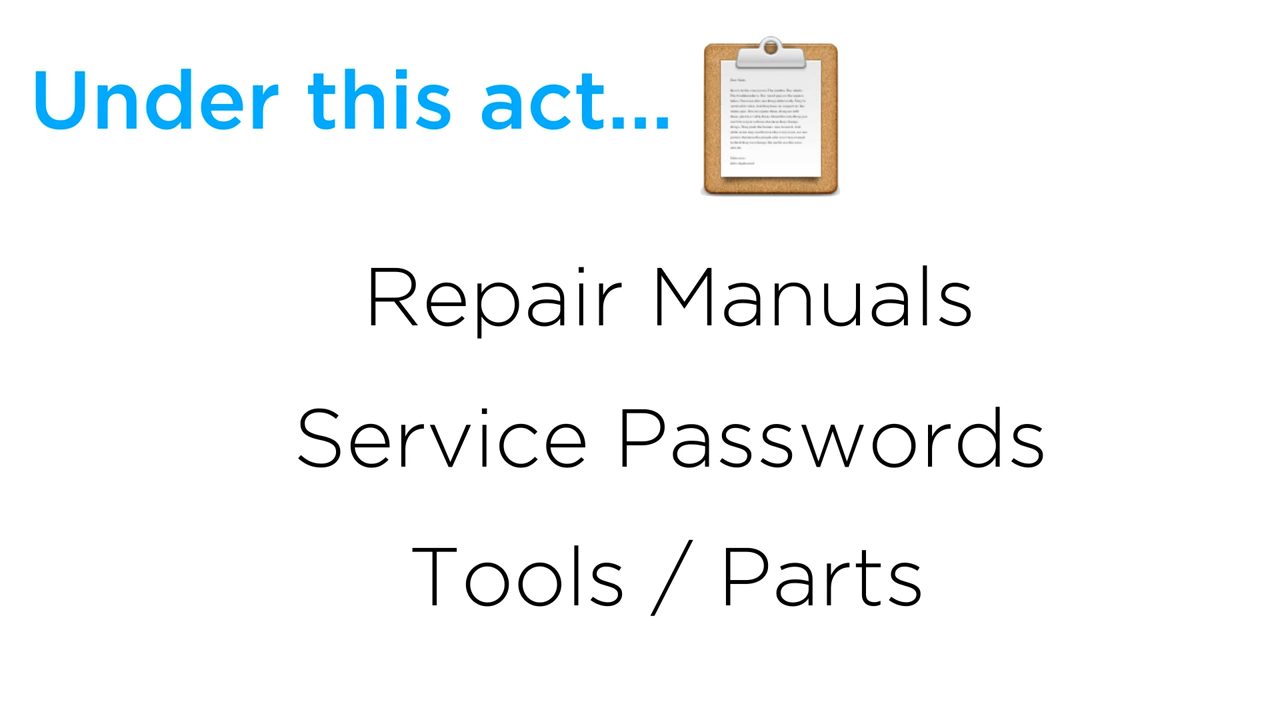 Under this act...
Repair Manuals
Service Passwords
Tools / Parts